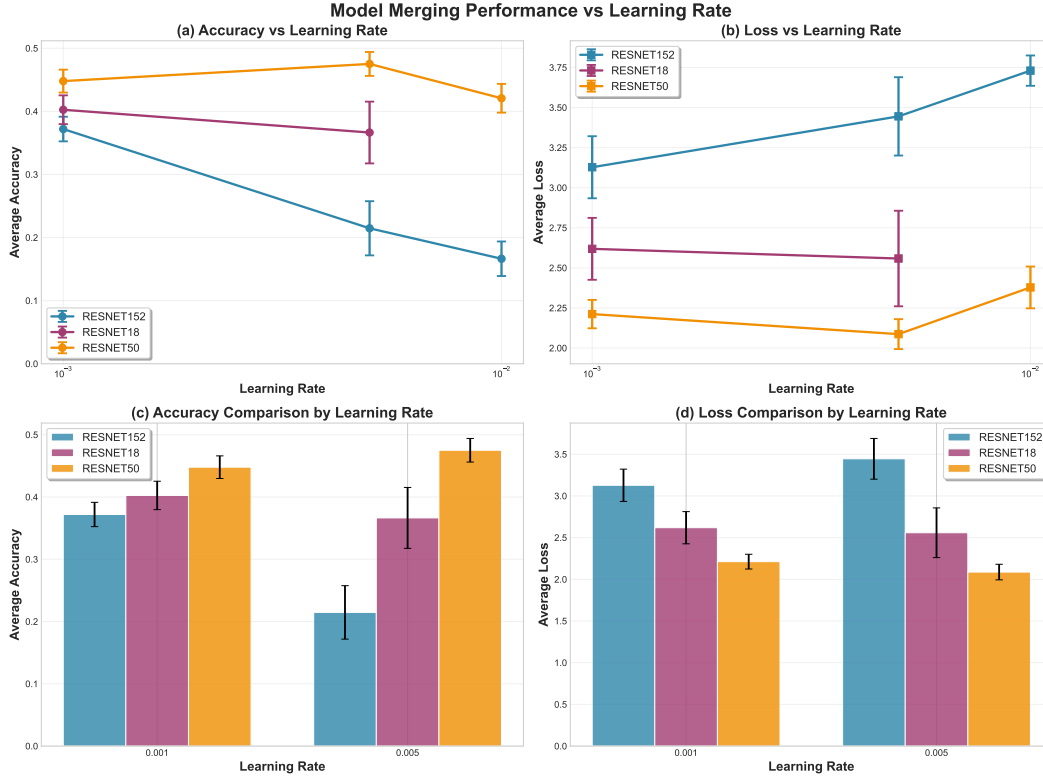 Model Merging Performance vs Learning Rate
(a) Accuracy vs Learning Rate
0.5
0.4
0.3
0.2
0.1
0.0
Average Accuracy
RESNET152
RESNET18
RESNET50
10⁻³
10⁻²
Learning Rate
(b) Loss vs Learning Rate
RESNET152
RESNET18
RESNET50
3.75
3.50
3.25
3.00
2.75
2.50
2.25
2.00
Average Loss
10⁻³
10⁻²
Learning Rate
(c) Accuracy Comparison by Learning Rate
RESNET152
RESNET18
RESNET50
0.5
0.4
0.3
0.2
0.1
0.0
Average Accuracy
0.001
0.005
Learning Rate
(d) Loss Comparison by Learning Rate
RESNET152
RESNET18
RESNET50
3.5
3.0
2.5
2.0
1.5
1.0
0.5
0.0
Average Loss
0.001
0.005
Learning Rate